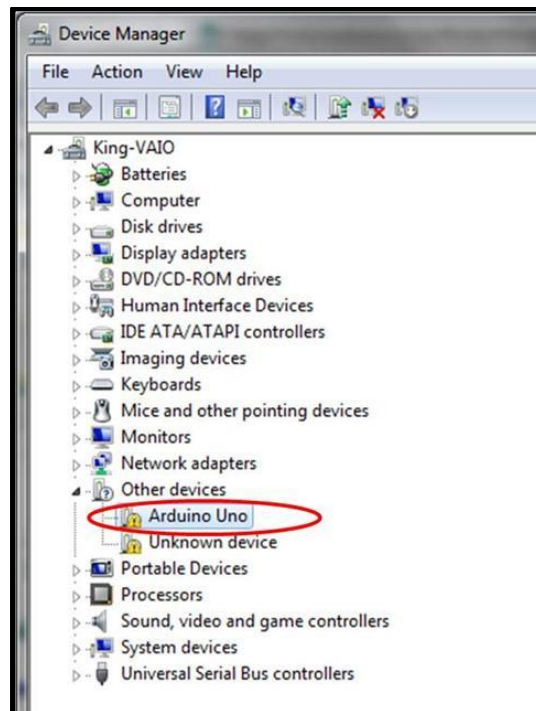 Device Manager
File Action View Help
King-VAIO
Batteries
Computer
Disk drives
Display adapters
DVD/CD-ROM drives
Human Interface Devices
IDE ATA/ATAPI controllers
Imaging devices
Keyboards
Mice and other pointing devices
Monitors
Network adapters
Other devices
Arduino Uno
Unknown device
Portable Devices
Processors
Sound, video and game controllers
System devices
Universal Serial Bus controllers